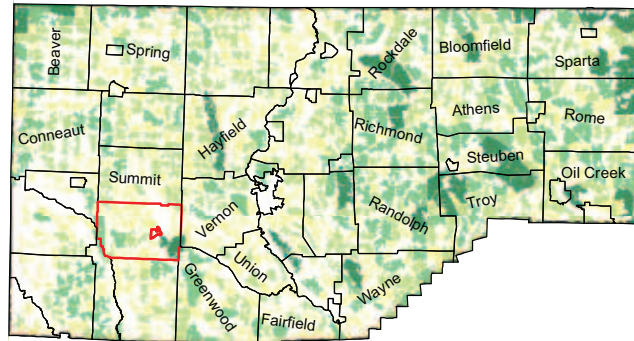 Beaver
Spring
Rockdale
Bloomfield
Sparta
Conneaut
Hayfield
Richmond
Athens
Rome
Steuben
Summit
Oil Creek
Vernon
Randolph
Troy
Union
Greenwood
Wayne
Fairfield